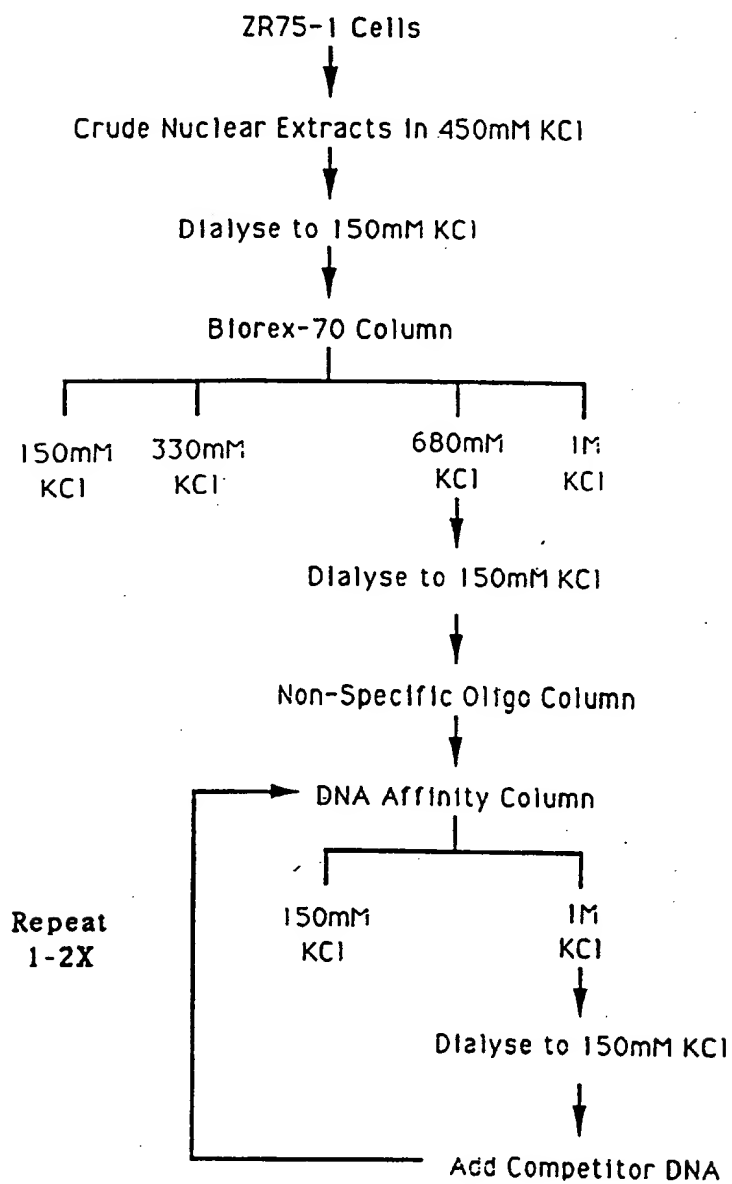 ZR75-1 Cells
Crude Nuclear Extracts in 450mM KCl
Dialyse to 150mM KCl
Biorex-70 Column
150mM
KCl
330mM
KCl
680mM
KCl
1M
KCl
Dialyse to 150mM KCl
Non-Specific Oligo Column
DNA Affinity Column
Repeat
1-2X
150mM
KCl
1M
KCl
Dialyse to 150mM KCl
Add Competitor DNA